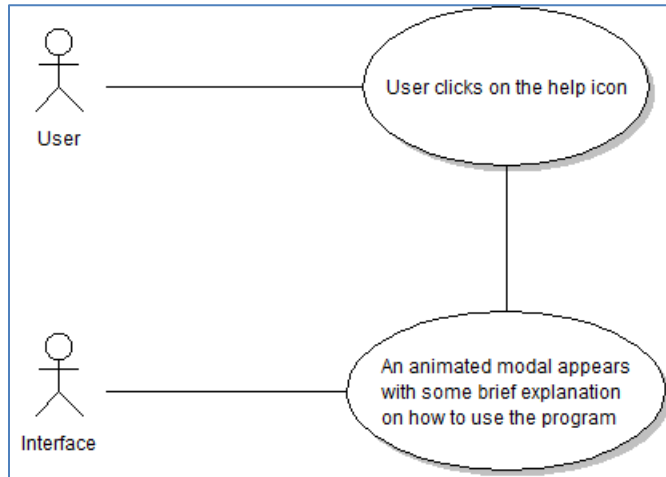 User clicks on the help icon
User
An animated modal appears
with some brief explanation
on how to use the program
Interface